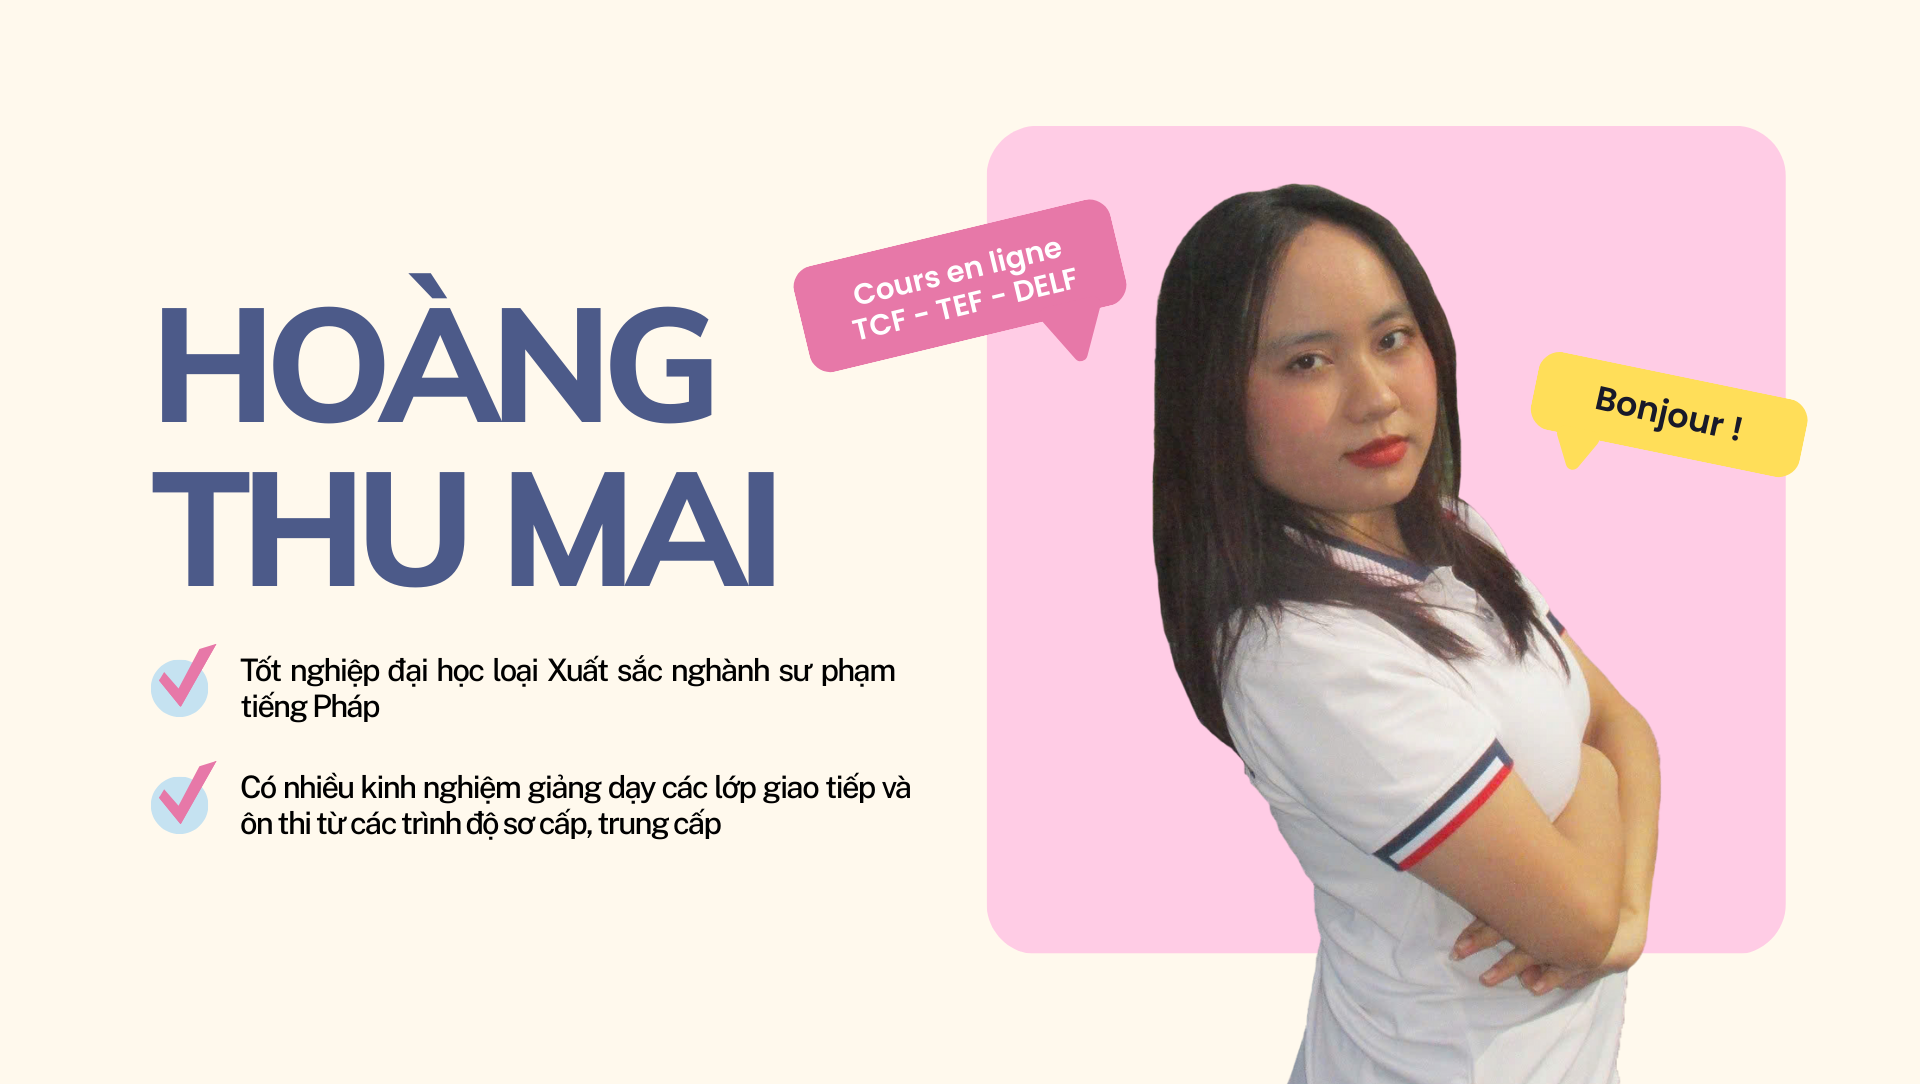 HOÀNG
THU MAI
Tốt nghiệp đại học loại Xuất sắc nghành sư phạm
tiếng Pháp
Có nhiều kinh nghiệm giảng dạy các lớp giao tiếp và
ôn thi từ các trình độ sơ cấp, trung cấp
Cours en ligne
TCF - TEF - DELF
Bonjour !